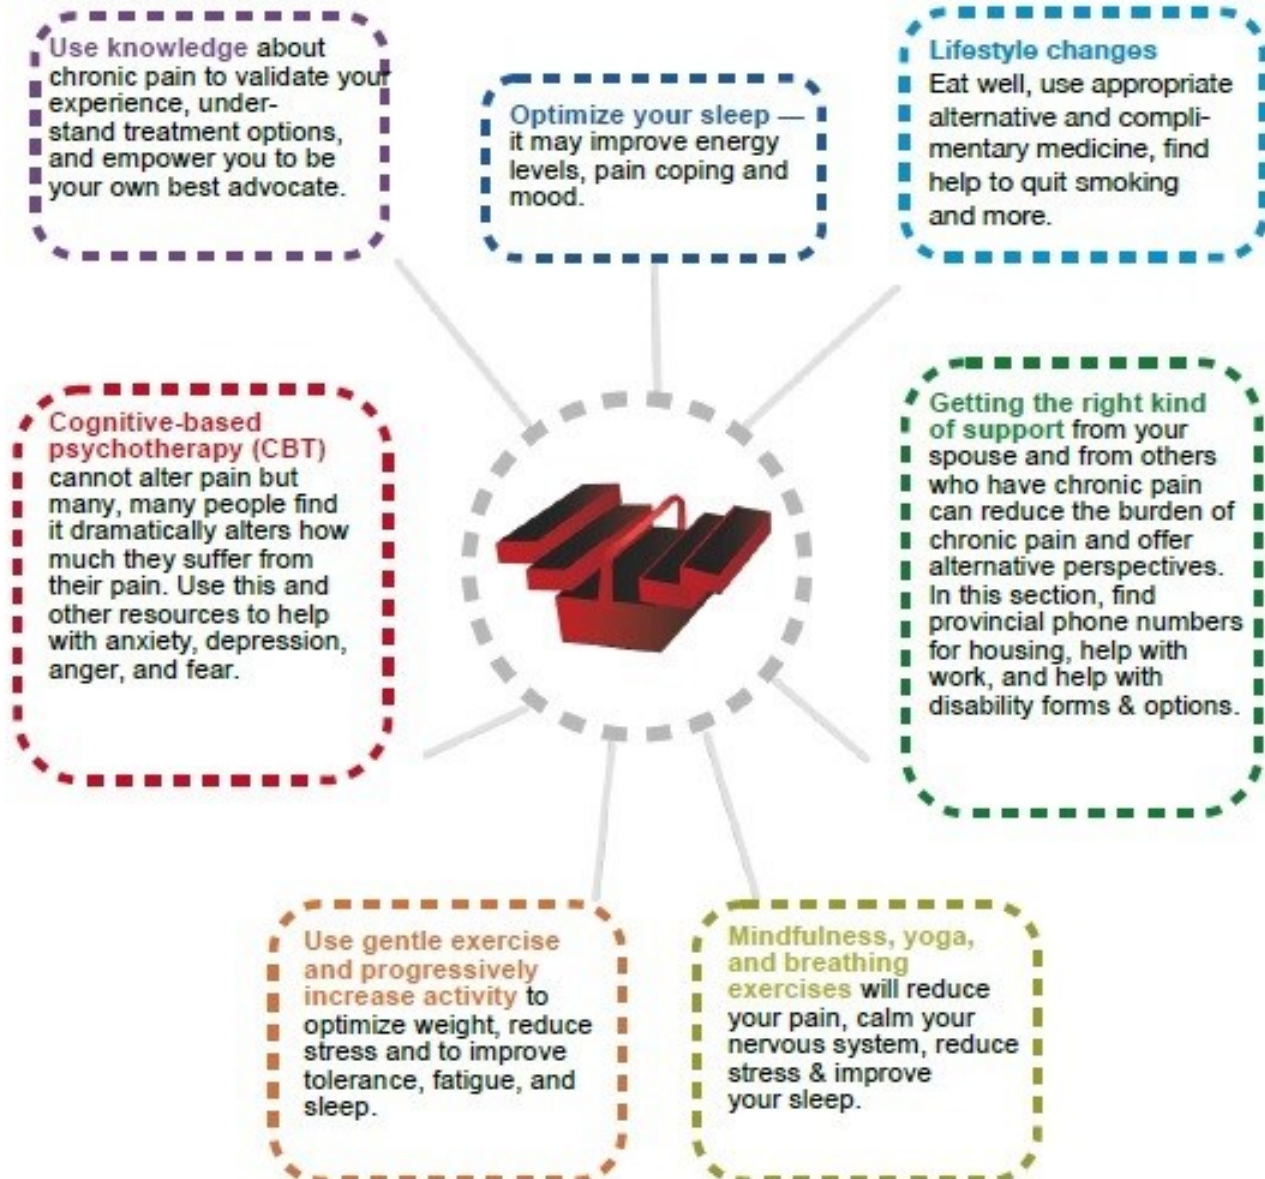 Use knowledge about
chronic pain to validate your
experience, under-
stand treatment options,
and empower you to be
your own best advocate.
Optimize your sleep —
it may improve energy
levels, pain coping and
mood.
Lifestyle changes
Eat well, use appropriate
alternative and compli-
mentary medicine, find
help to quit smoking
and more.
Cognitive-based
psychotherapy (CBT)
cannot alter pain but
many, many people find
it dramatically alters how
much they suffer from
their pain. Use this and
other resources to help
with anxiety, depression,
anger, and fear.
Getting the right kind
of support from your
spouse and from others
who have chronic pain
can reduce the burden of
chronic pain and offer
alternative perspectives.
In this section, find
provincial phone numbers
for housing, help with
work, and help with
disability forms & options.
Use gentle exercise
and progressively
increase activity to
optimize weight, reduce
stress and to improve
tolerance, fatigue, and
sleep.
Mindfulness, yoga,
and breathing
exercises will reduce
your pain, calm your
nervous system, reduce
stress & improve
your sleep.